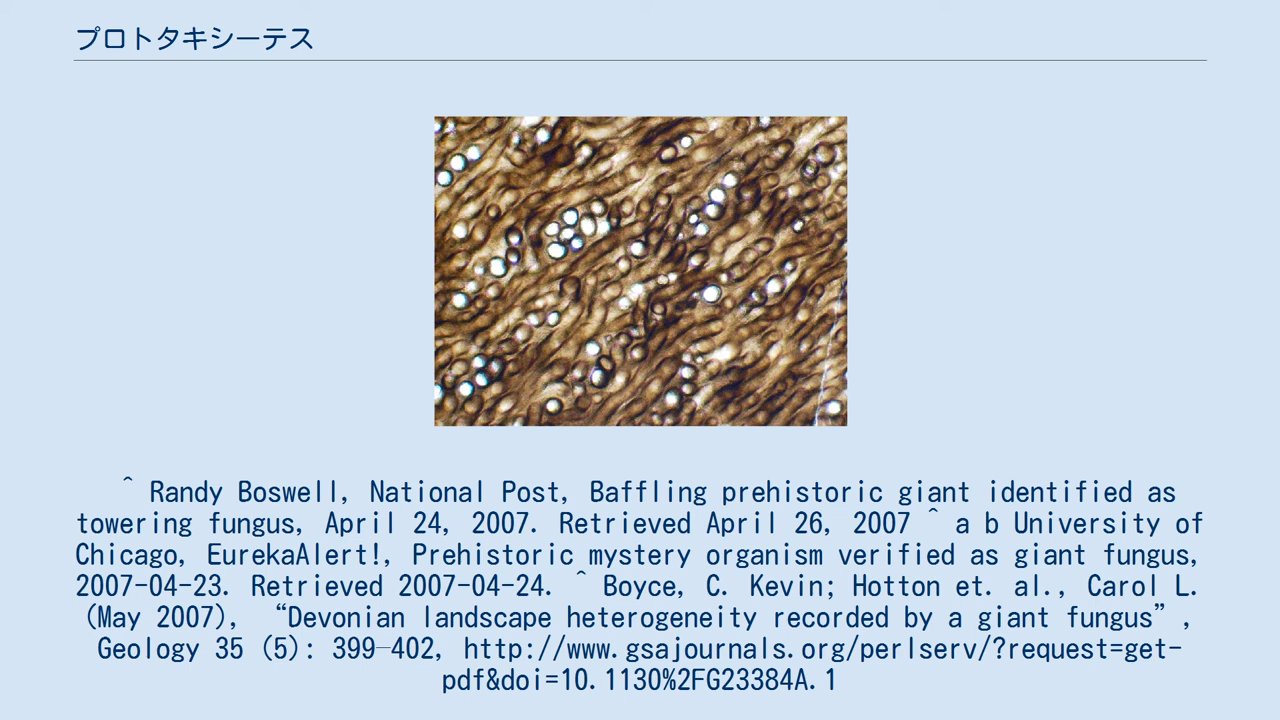 プロトタキシーテス
^ Randy Boswell, National Post, Baffling prehistoric giant identified as
towering fungus, April 24, 2007. Retrieved April 26, 2007 ^ a b University of
Chicago, EurekaAlert!, Prehistoric mystery organism verified as giant fungus,
2007-04-23. Retrieved 2007-04-24. ^ Boyce, C. Kevin; Hotton et. al., Carol L.
(May 2007), “Devonian landscape heterogeneity recorded by a giant fungus”,
Geology 35 (5): 399–402, http://www.gsajournals.org/perlserv/?request=get-
pdf&doi=10.1130%2FG23384A.1